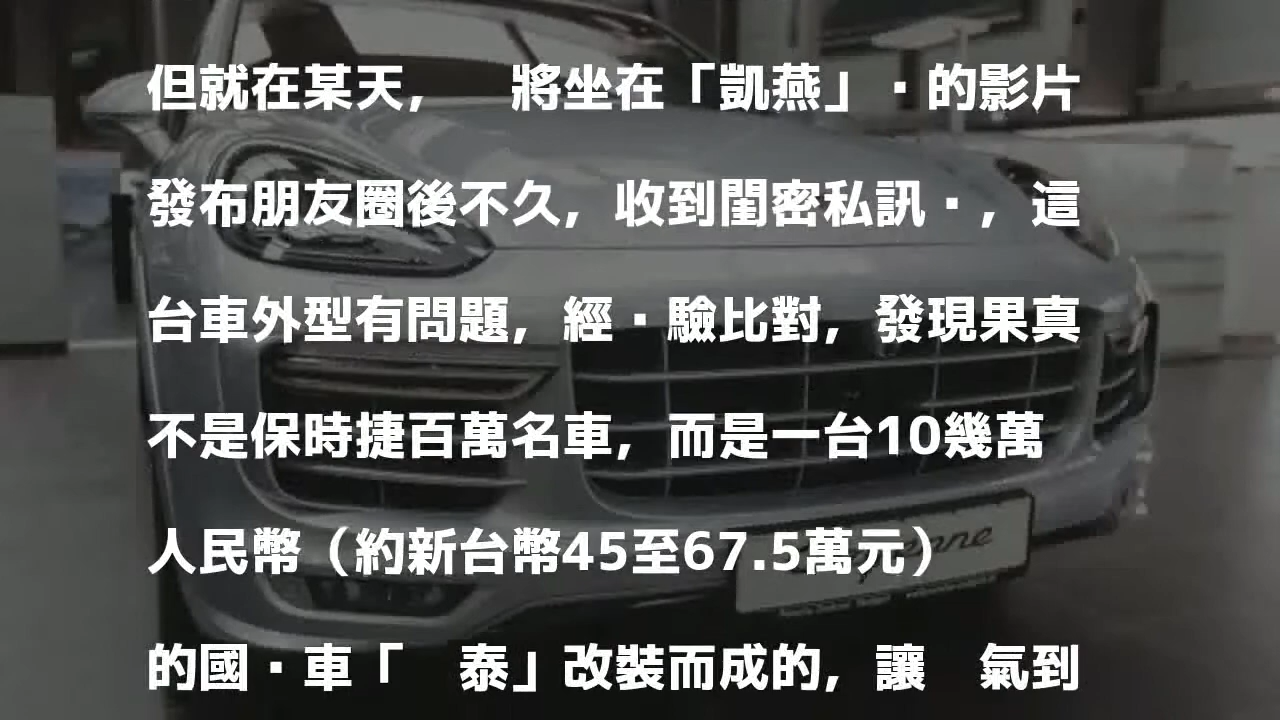 但就在某天，　將坐在「凱燕」·的影片
發布朋友圈後不久，收到閨密私訊·，這
台車外型有問題，經·驗比對，發現果真
不是保時捷百萬名車，而是一台10幾萬
人民幣（約新台幣45至67.5萬元）
的國·車「　泰」改裝而成的，讓　氣到